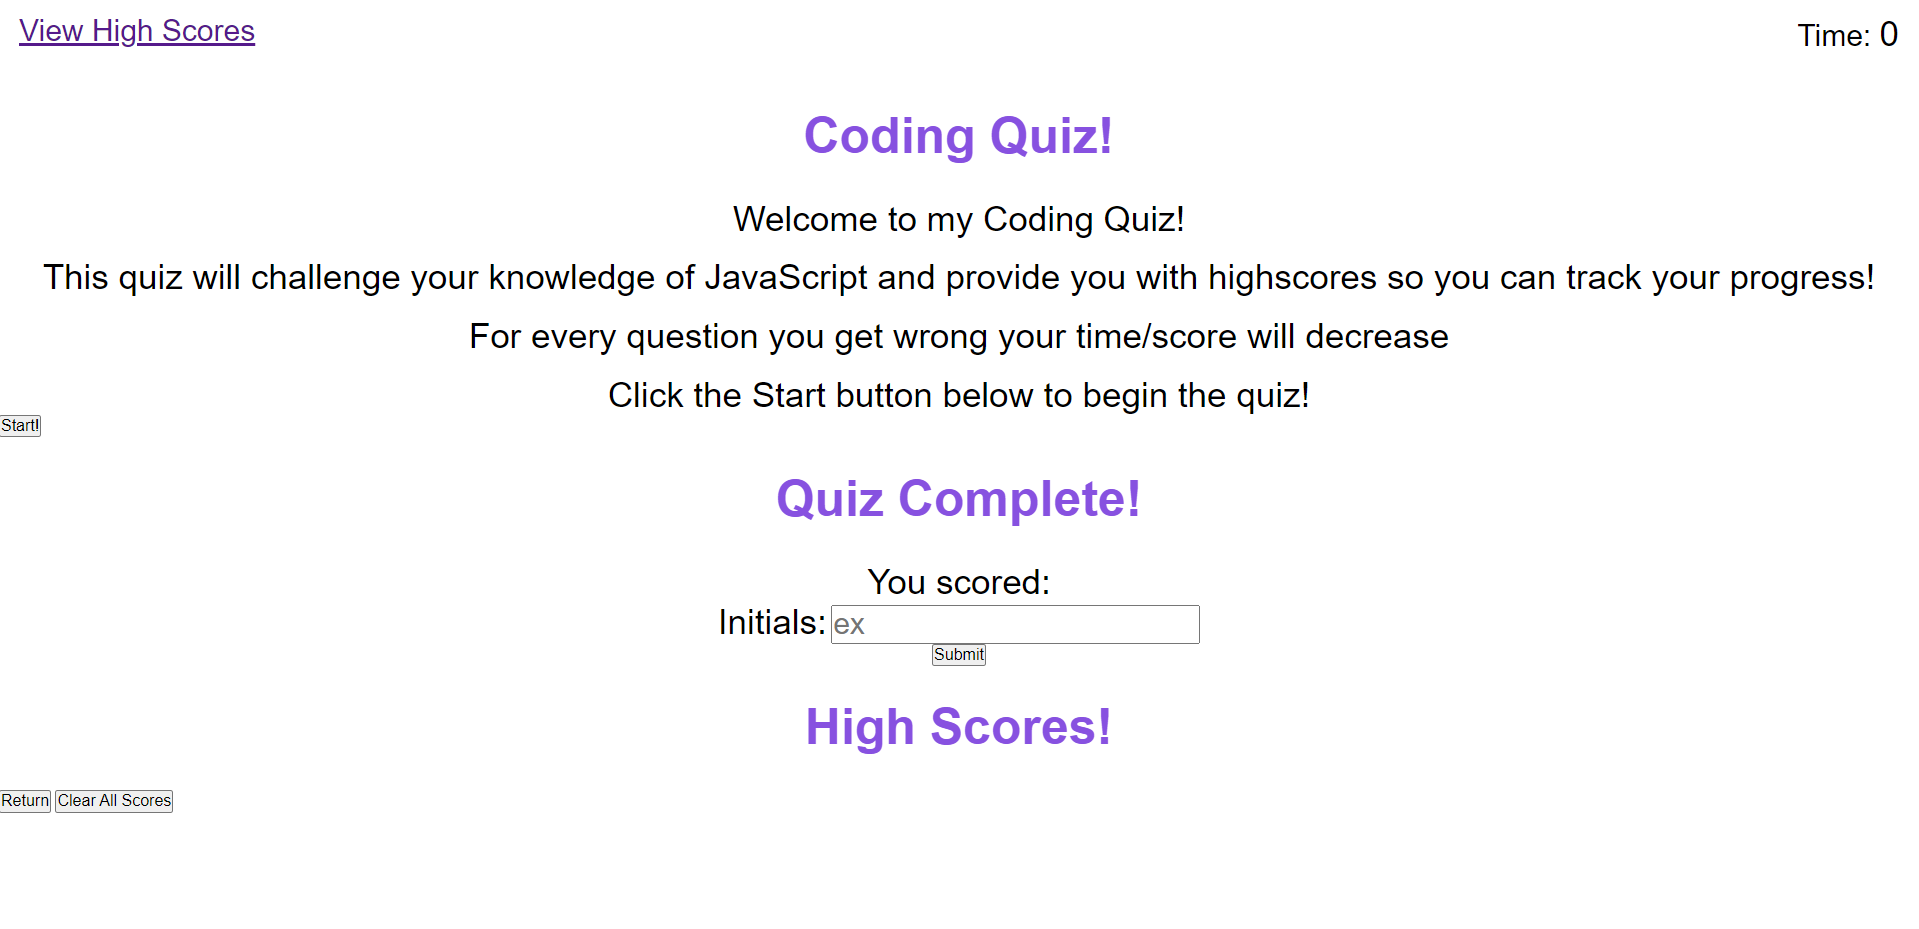 View High Scores
Time: 0
Coding Quiz!
Welcome to my Coding Quiz!
This quiz will challenge your knowledge of JavaScript and provide you with highscores so you can track your progress!
For every question you get wrong your time/score will decrease
Click the Start button below to begin the quiz!
Start!
Quiz Complete!
You scored:
Initials: ex
Submit
High Scores!
Return Clear All Scores